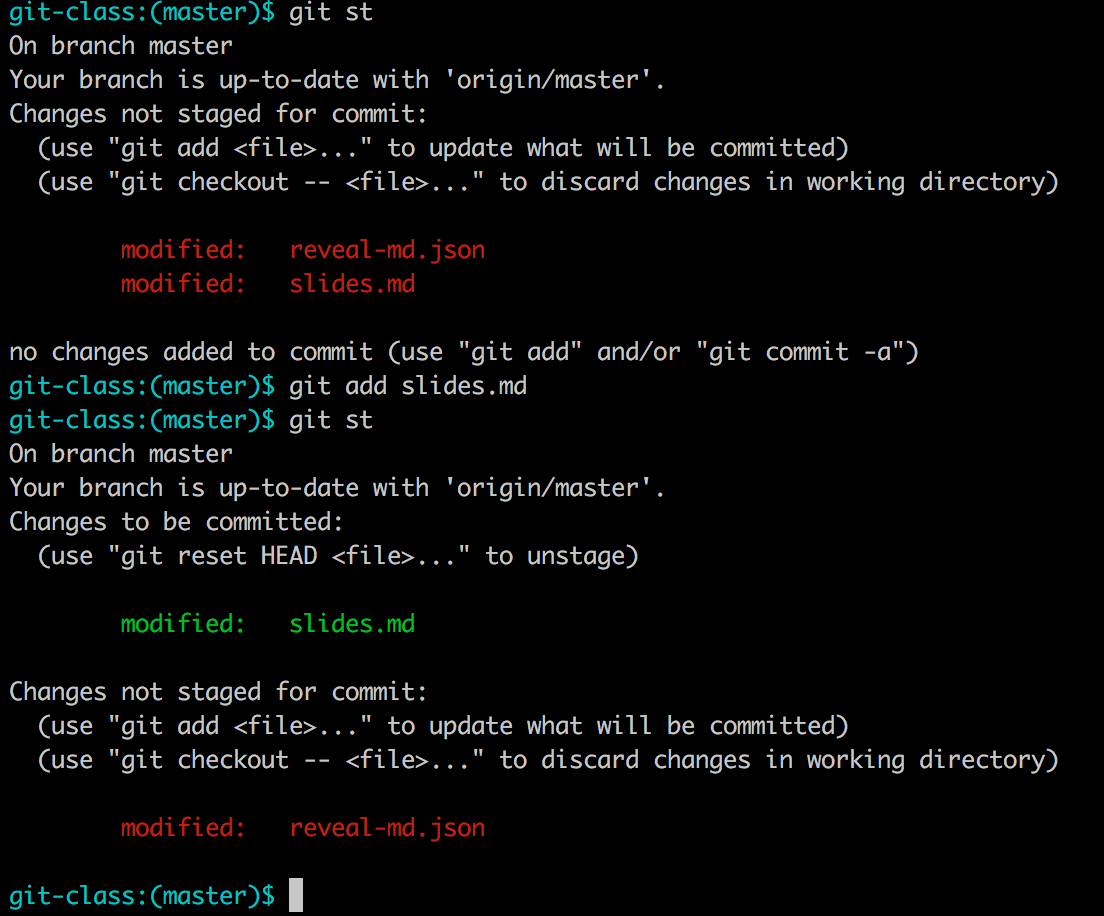 git-class:(master)$ git st
On branch master
Your branch is up-to-date with 'origin/master'.
Changes not staged for commit:
  (use "git add <file>..." to update what will be committed)
  (use "git checkout -- <file>..." to discard changes in working directory)

        modified:   reveal-md.json
        modified:   slides.md

no changes added to commit (use "git add" and/or "git commit -a")
git-class:(master)$ git add slides.md
git-class:(master)$ git st
On branch master
Your branch is up-to-date with 'origin/master'.
Changes to be committed:
  (use "git reset HEAD <file>..." to unstage)

        modified:   slides.md

Changes not staged for commit:
  (use "git add <file>..." to update what will be committed)
  (use "git checkout -- <file>..." to discard changes in working directory)

        modified:   reveal-md.json

git-class:(master)$